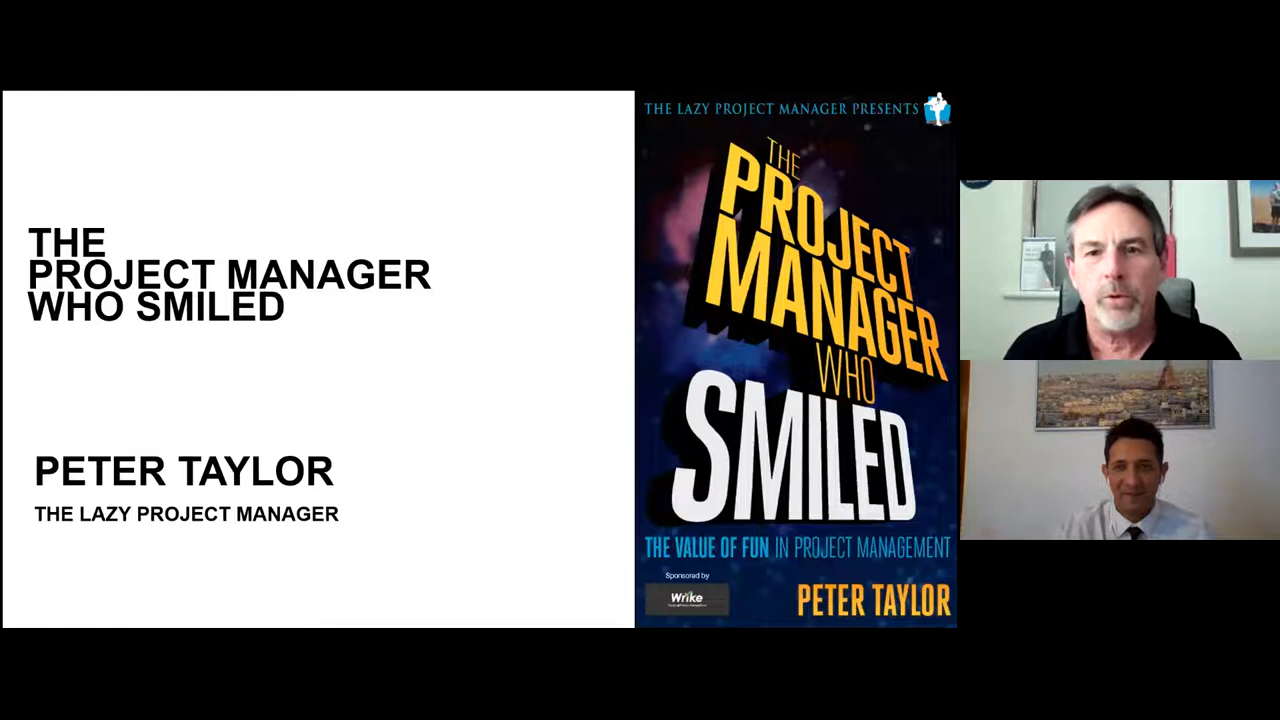 THE
PROJECT MANAGER
WHO SMILED
PETER TAYLOR
THE LAZY PROJECT MANAGER
THE LAZY PROJECT MANAGER PRESENTS
THE
PROJECT
MANAGER
WHO
SMILED
THE VALUE OF FUN IN PROJECT MANAGEMENT
Sponsored by
Wrike
PETER TAYLOR